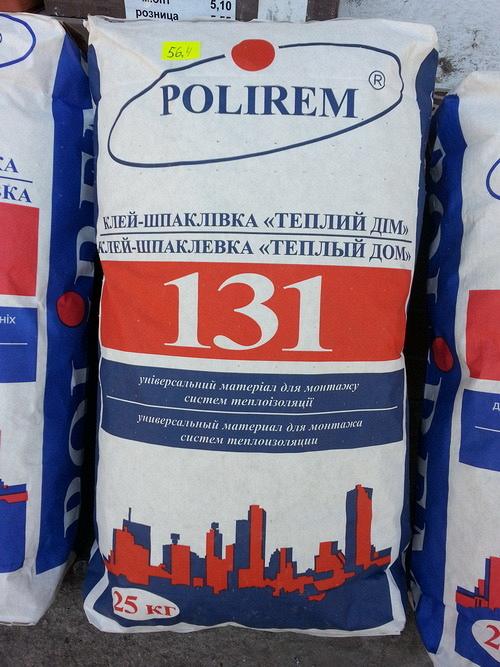 розница 5,10
56,4
POLIREM
®
КЛЕЙ-ШПАКЛІВКА «ТЕПЛИЙ ДІМ»
КЛЕЙ-ШПАКЛЕВКА «ТЕПЛЫЙ ДОМ»
131
універсальний матеріал для монтажу
систем теплоізоляції
универсальный материал для монтажа
систем теплоизоляции
25 кг